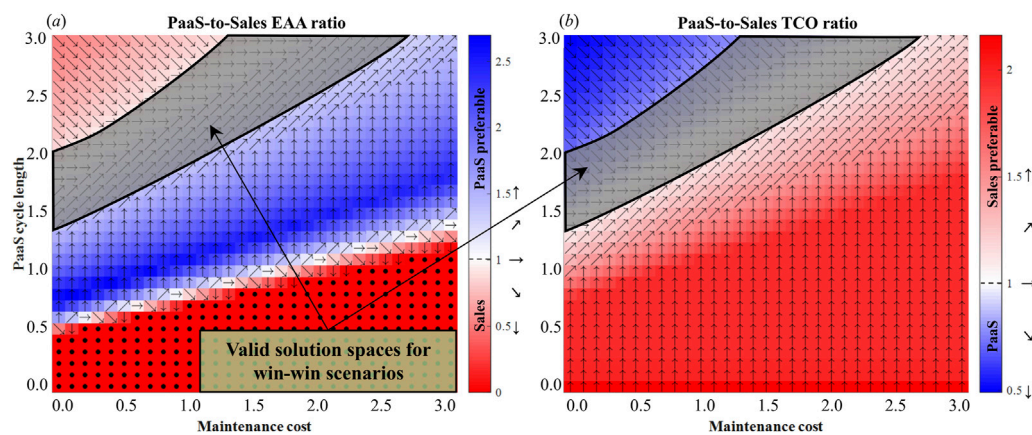 (a)
PaaS-to-Sales EAA ratio
3.0
2.5
2.0
1.5
1.0
0.5
0.0
PaaS cycle length
0.0 0.5 1.0 1.5 2.0 2.5 3.0
Maintenance cost
2.5
2
1.5
1
0.5
0
PaaS preferable
Sales
Valid solution spaces for
win-win scenarios
(b)
PaaS-to-Sales TCO ratio
3.0
2.5
2.0
1.5
1.0
0.5
0.0
0.0 0.5 1.0 1.5 2.0 2.5 3.0
Maintenance cost
2
1.5
1
0.5
Sales preferable
PaaS